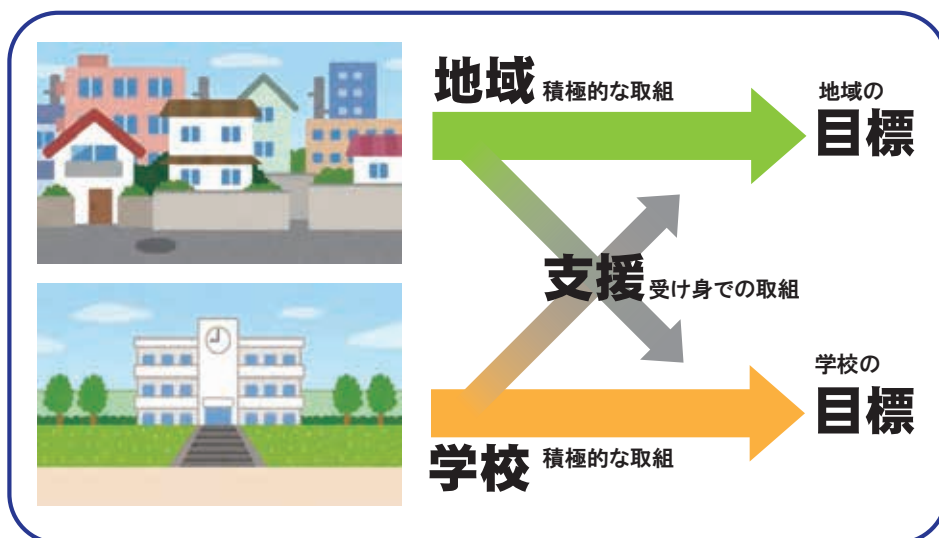 地域 積極的な取組
地域の
目標
支援 受け身での取組
学校の
目標
学校 積極的な取組